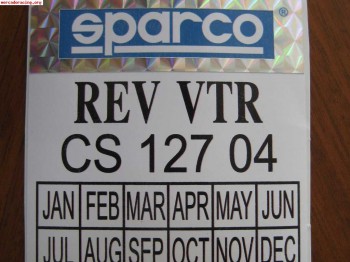 mercadoracing.org
sparco
REV VTR
CS 127 04
JAN FEB MAR APR MAY JUN
JUL AUG SEP OCT NOV DEC